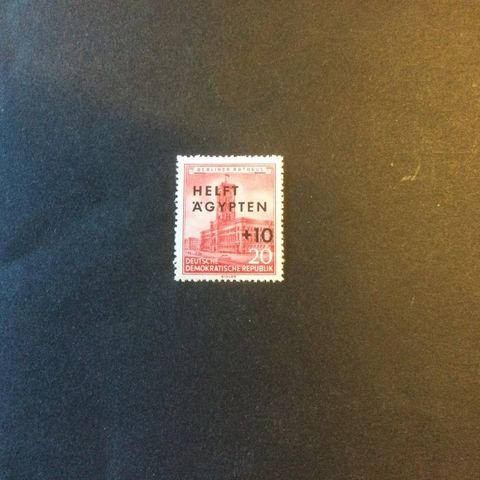 BERLINER RATHAUS
HELFT
ÄGYPTEN
+10
20
DEUTSCHE
DEMOKRATISCHE REPUBLIK